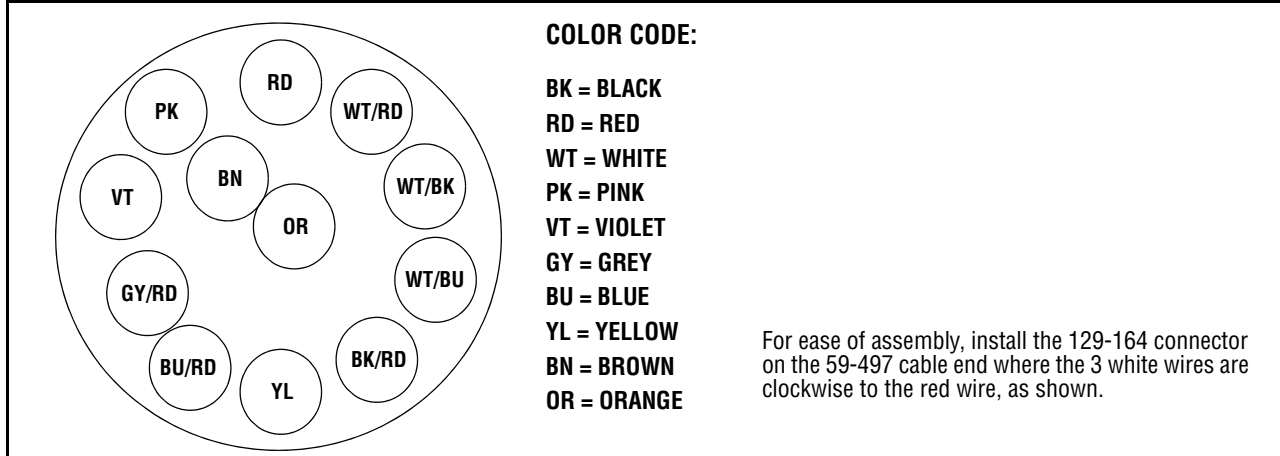 RD
PK
WT/RD
BN
WT/BK
VT
OR
WT/BU
GY/RD
BK/RD
BU/RD
YL
COLOR CODE:
BK = BLACK
RD = RED
WT = WHITE
PK = PINK
VT = VIOLET
GY = GREY
BU = BLUE
YL = YELLOW
BN = BROWN
OR = ORANGE
For ease of assembly, install the 129-164 connector
on the 59-497 cable end where the 3 white wires are
clockwise to the red wire, as shown.